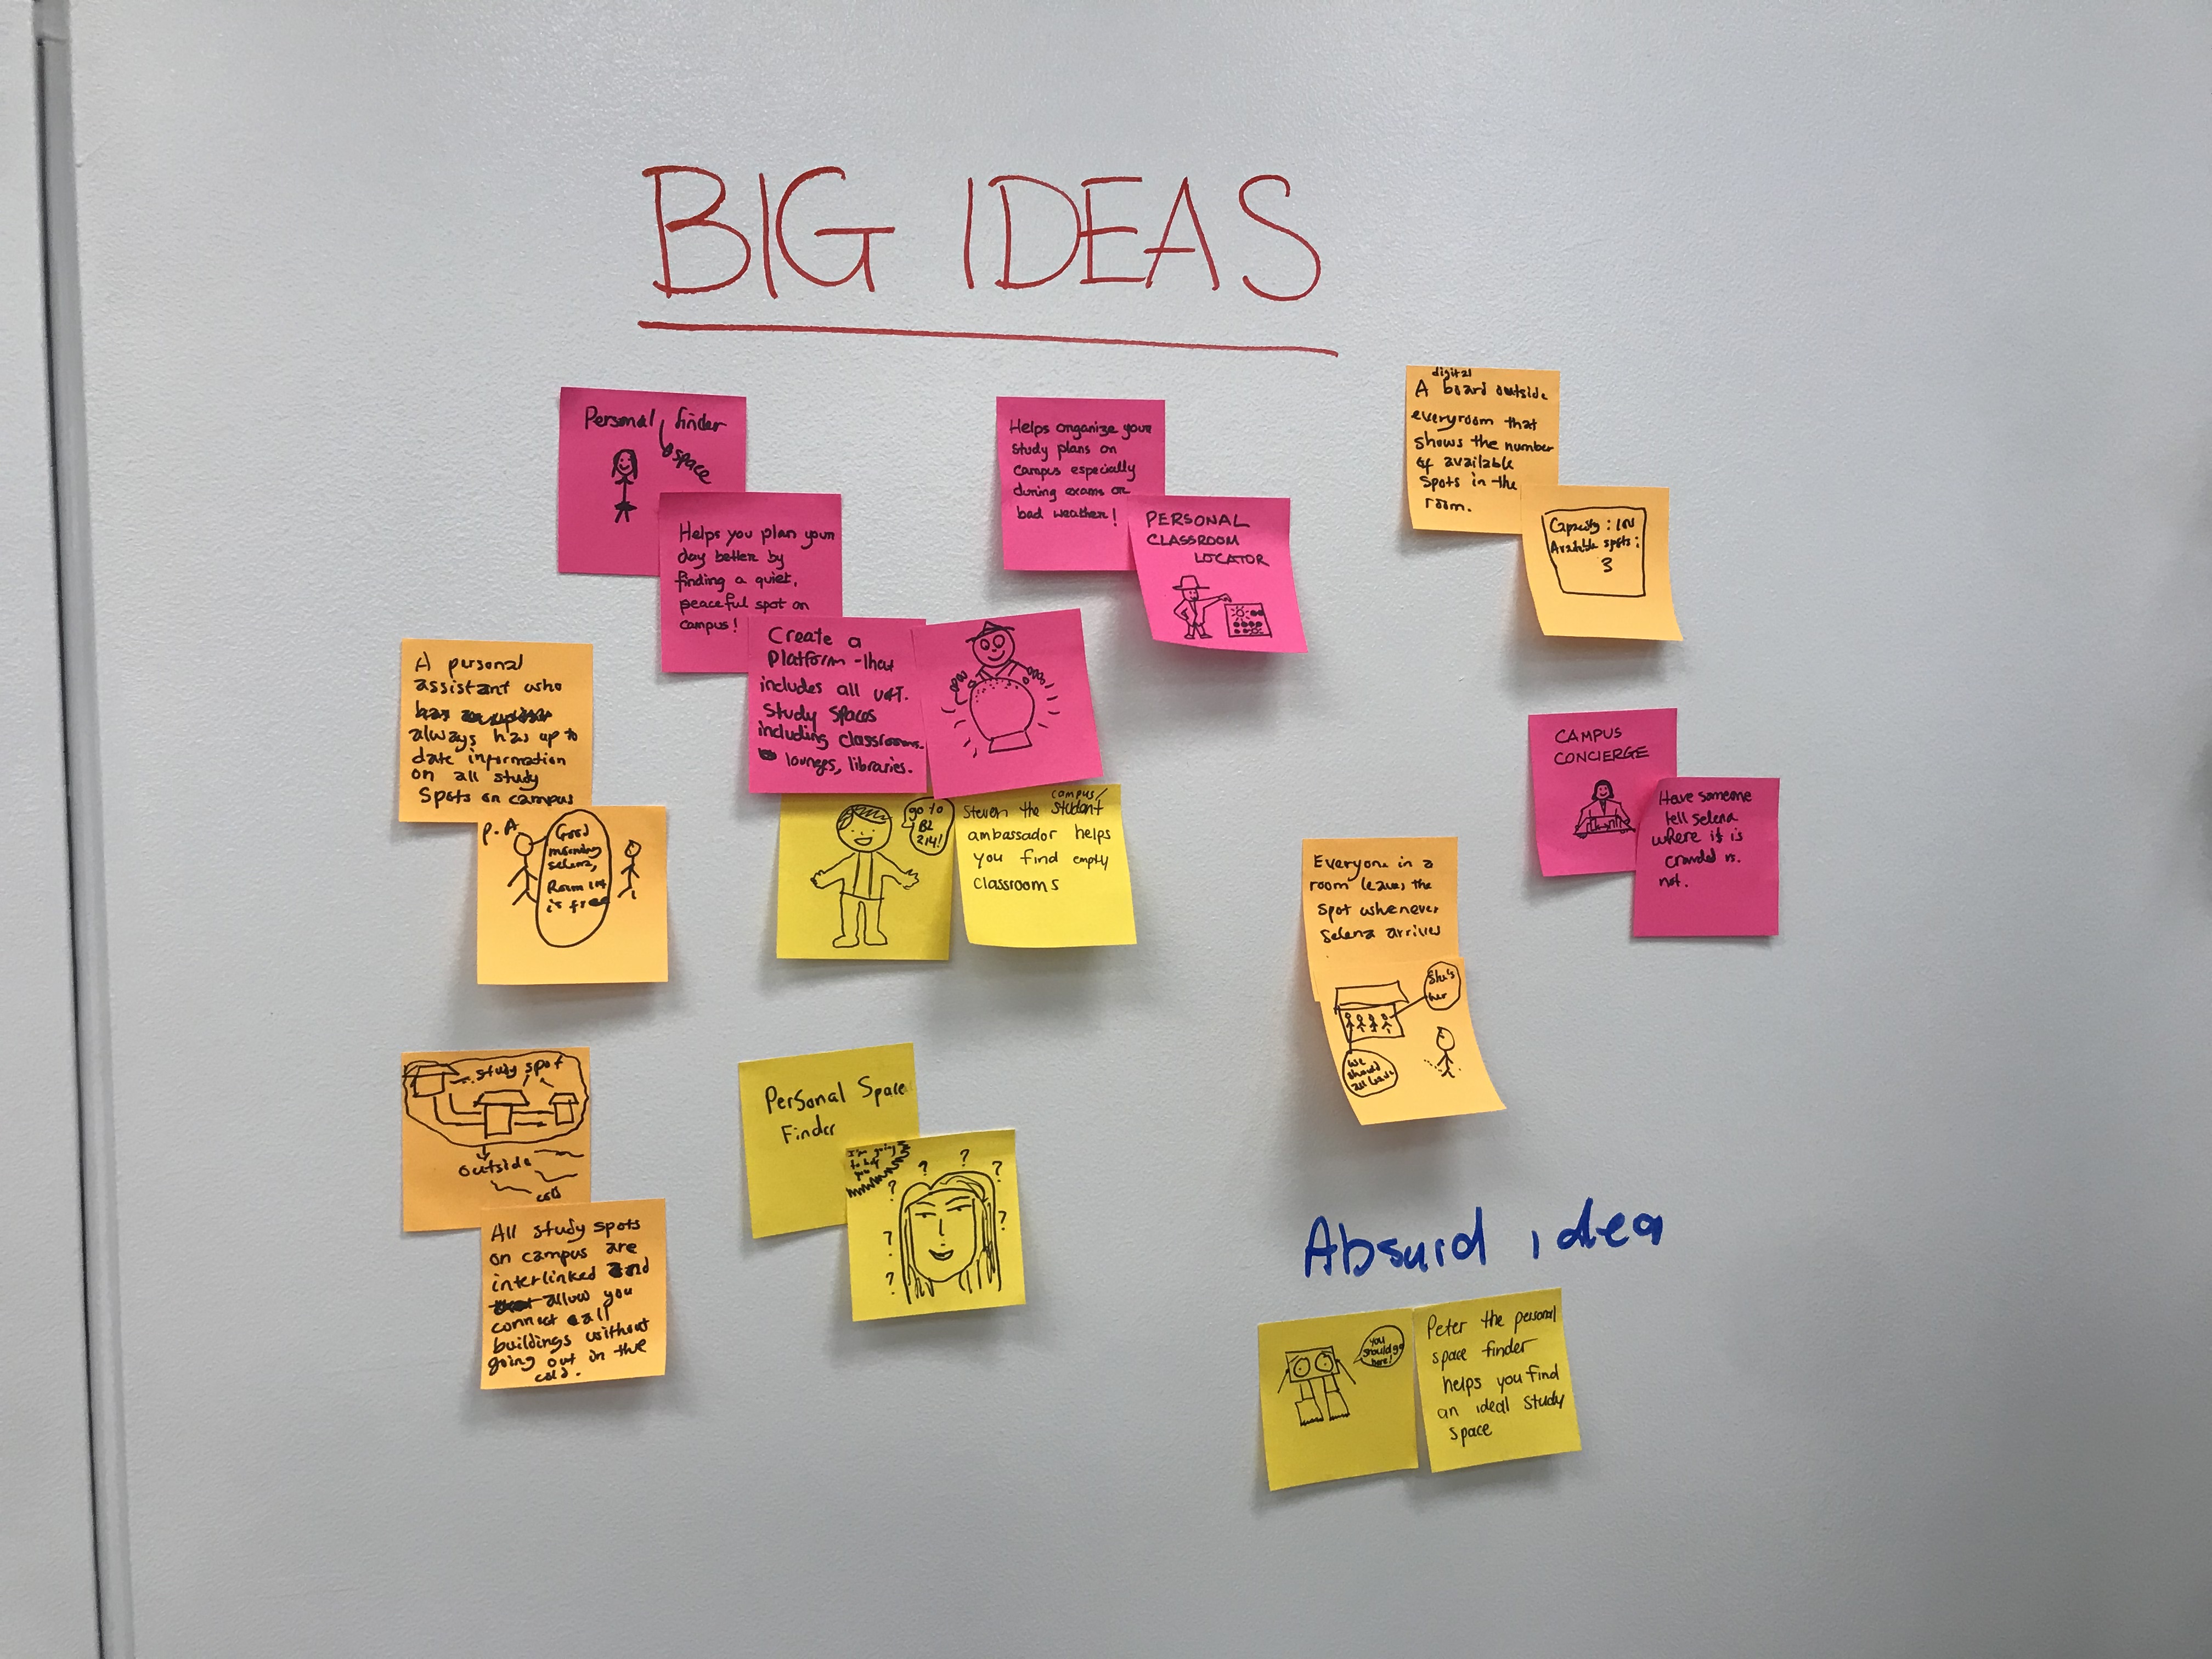 BIG IDEAS
Personal finder
space
Helps you plan your
day better by
finding a quiet,
peaceful spot on
campus!
Create a
Platform that
includes all UofT.
Study Spaces
including classrooms.
lounges, libraries.
Helps organize your
study plans on
campus especially
during exams or
bad weather!
PERSONAL
CLASSROOM
LOCATOR
digital
A board outside
everyroom that
shows the number
of available
spots in the
room.
Capacity:
Available spots:
3
A personal
assistant who
always has up to
date information
on all study
spots on campus
P.A
Good
morning
selena,
Room
is free
go to
BL
214!
campus/
Steven the student
ambassador helps
you find empty
classrooms
CAMPUS
CONCIERGE
Have someone
tell selena
where it is
crowded vs.
not.
Everyone in a
room leaves the
spot whenever
selena arrives
She's
her
we
should
all leave
study spot
outside
cold
All study spots
on campus are
interlinked and
allow you
connect all
buildings without
going out in the
cold.
Personal Space
Finder
I'm going
to help
you
? ? ? ? ? ? ?
Absurd idea
you
should go
here!
Peter the personal
space finder
helps you find
an ideal study
space